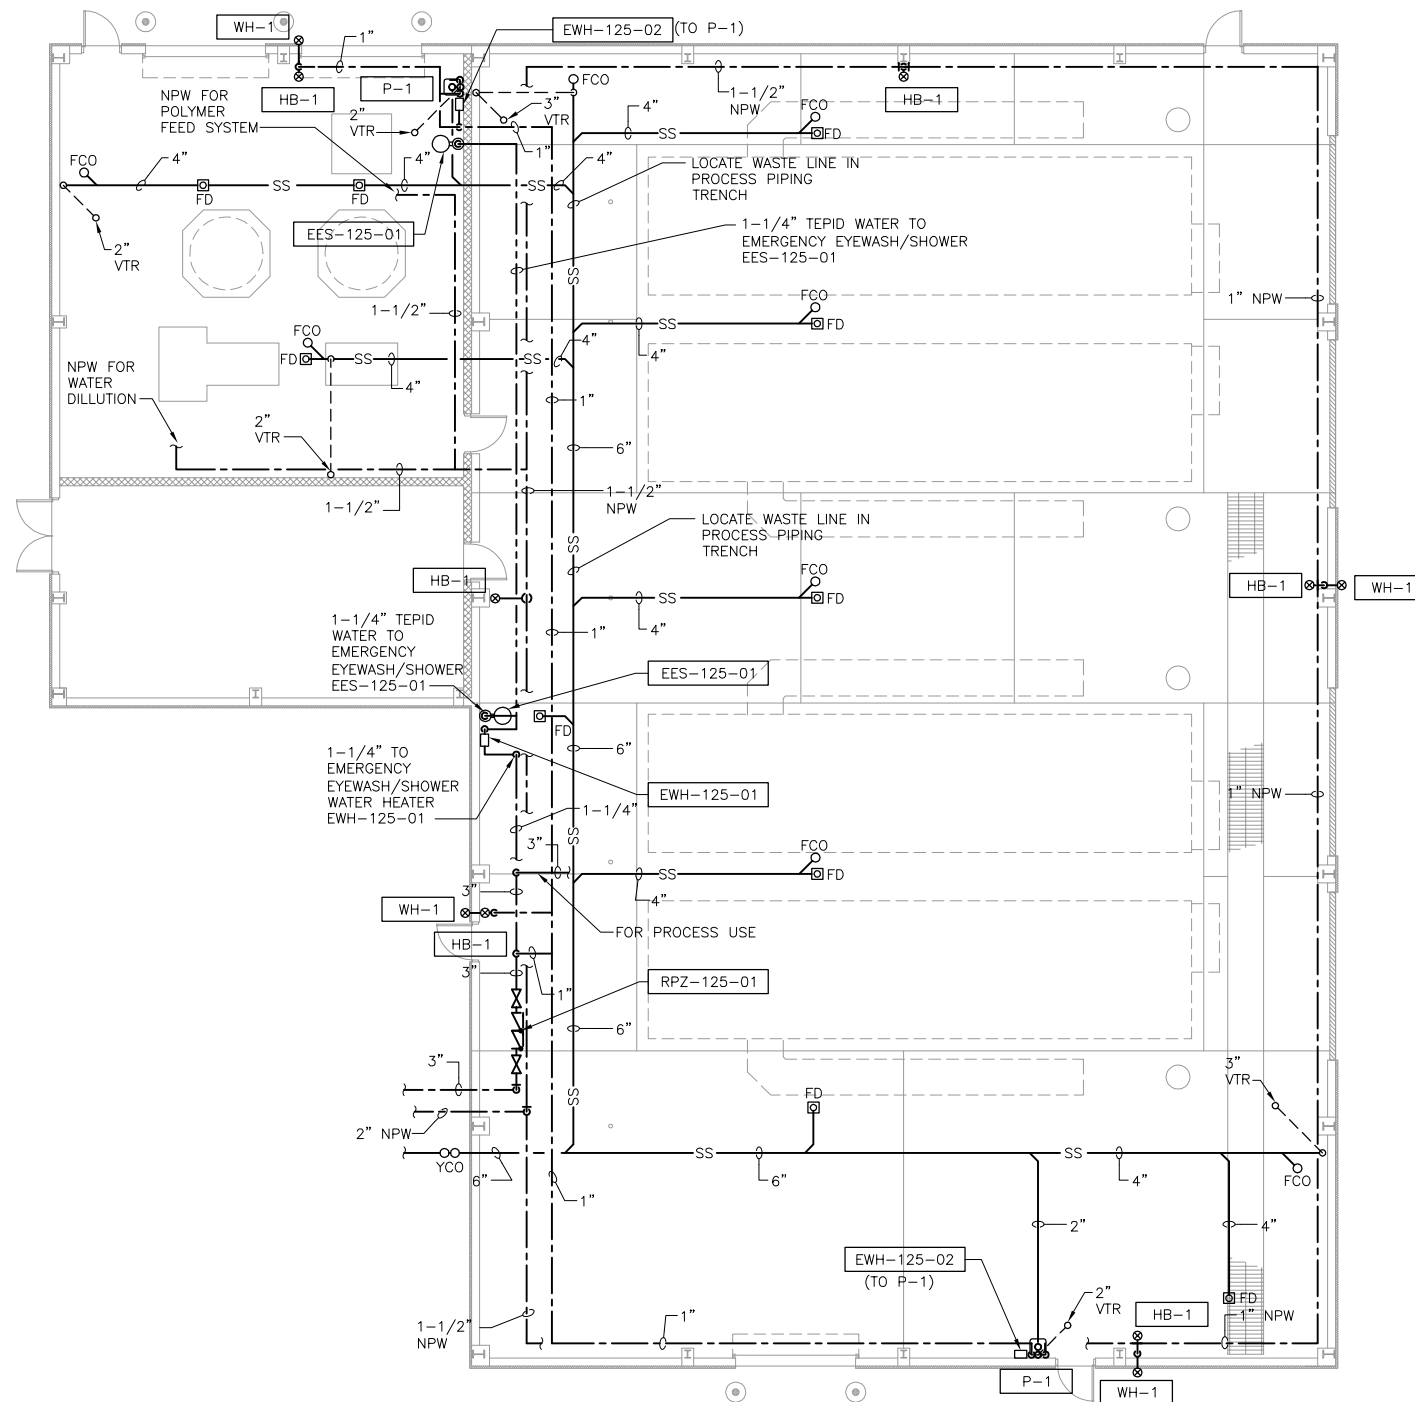 WH-1
1"
EWH-125-02
(TO P-1)
P-1
HB-1
NPW FOR
POLYMER
FEED SYSTEM
2"
VTR
3"
VTR
1"
FCO
1-1/2"
NPW
HB-1
4"
SS
FCO
FD
FCO
4"
FD
SS
FD
4"
SS
4"
LOCATE WASTE LINE IN
PROCESS PIPING
TRENCH
2"
VTR
EES-125-01
1-1/4" TEPID WATER TO
EMERGENCY EYEWASH/SHOWER
EES-125-01
SS
1-1/2"
1" NPW
FCO
SS
FD
4"
FCO
FD
SS
4"
SS
4"
NPW FOR
WATER
DILLUTION
2"
VTR
1"
6"
1-1/2"
1-1/2"
NPW
LOCATE WASTE LINE IN
PROCESS PIPING
TRENCH
SS
HB-1
FCO
SS
FD
4"
HB-1
WH-1
1-1/4" TEPID
WATER TO
EMERGENCY
EYEWASH/SHOWER
EES-125-01
1"
EES-125-01
FD
6"
1-1/4" TO
EMERGENCY
EYEWASH/SHOWER
WATER HEATER
EWH-125-01
EWH-125-01
1" NPW
1-1/4"
SS
3"
FCO
SS
FD
4"
3"
WH-1
HB-1
FOR PROCESS USE
3"
1"
RPZ-125-01
6"
3"
2" NPW
SS
FD
3"
VTR
YCO
6"
SS
6"
SS
4"
FCO
1"
2"
4"
EWH-125-02
(TO P-1)
2"
VTR
FD
HB-1
1" NPW
1-1/2"
NPW
1"
P-1
WH-1